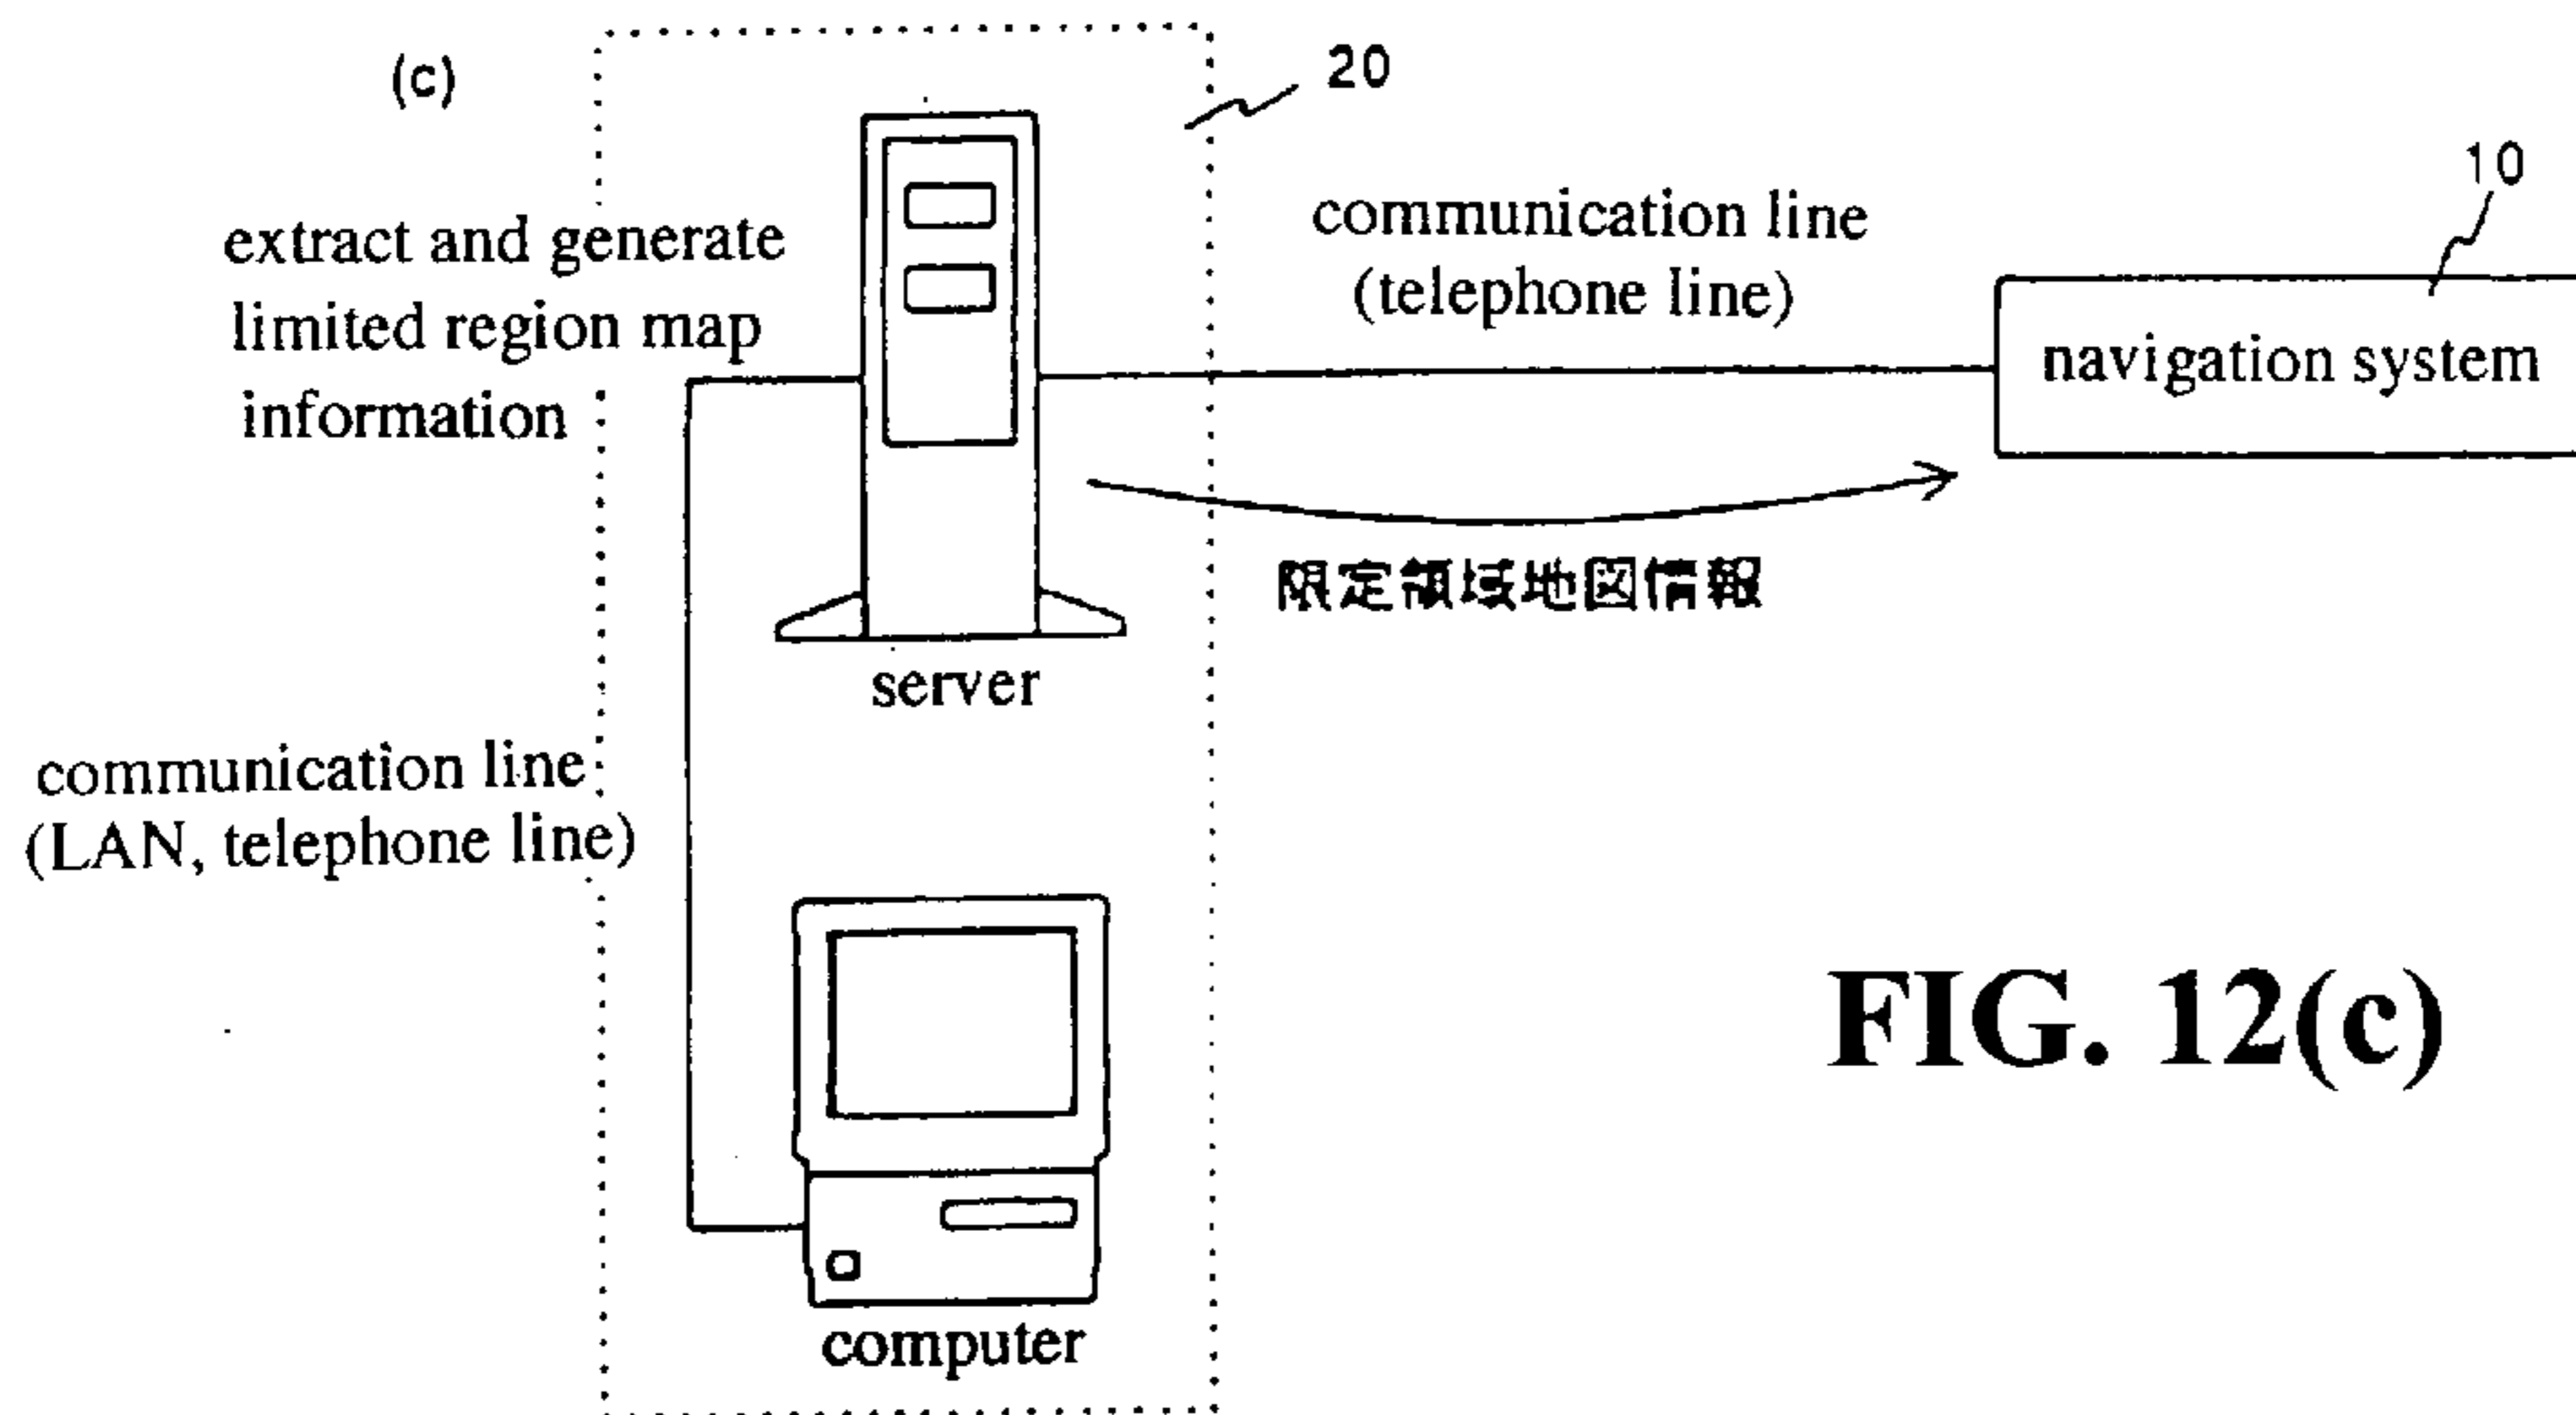 (c)
20
10
extract and generate
limited region map
information
communication line
(telephone line)
navigation system
限定領域地図情報
server
communication line
(LAN, telephone line)
computer
FIG. 12(c)